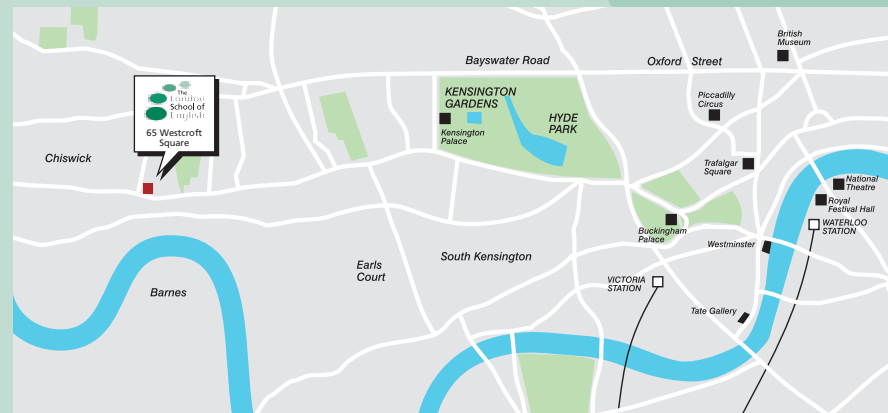 British
Museum
Bayswater Road
Oxford Street
The
London
School of
English
65 Westcroft
Square
KENSINGTON
GARDENS
Piccadilly
Circus
HYDE
PARK
Kensington
Palace
Chiswick
Trafalgar
Square
National
Theatre
Royal
Festival Hall
WATERLOO
STATION
Buckingham
Palace
Westminster
South Kensington
Earls
Court
VICTORIA
STATION
Barnes
Tate Gallery